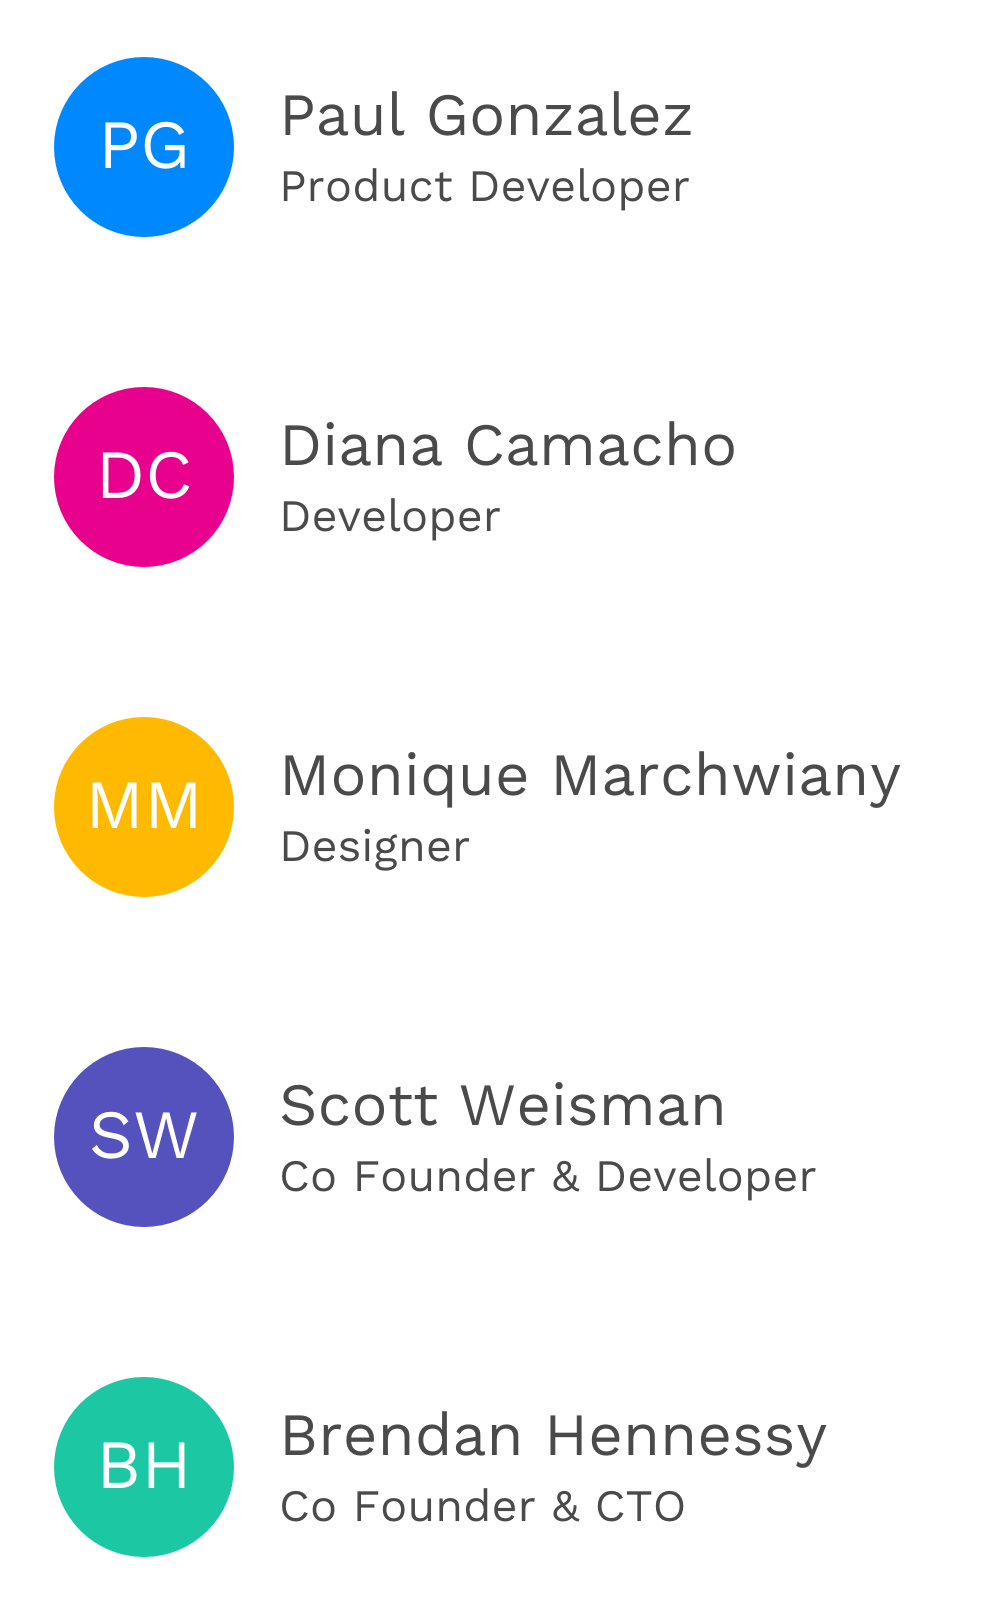 PG
Paul Gonzalez
Product Developer
DC
Diana Camacho
Developer
MM
Monique Marchwiany
Designer
SW
Scott Weisman
Co Founder & Developer
BH
Brendan Hennessy
Co Founder & CTO